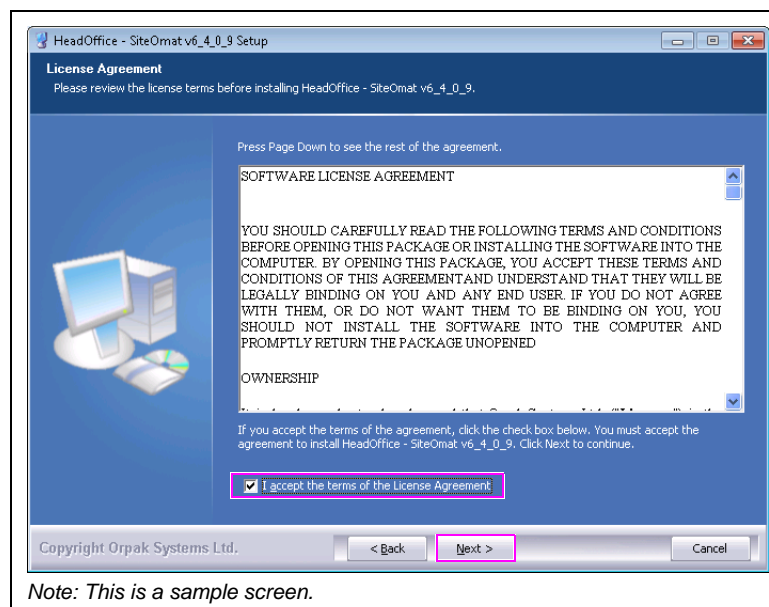 HeadOffice - SiteOmat v6_4_0_9 Setup
License Agreement
Please review the license terms before installing HeadOffice - SiteOmat v6_4_0_9.
Press Page Down to see the rest of the agreement.
SOFTWARE LICENSE AGREEMENT
YOU SHOULD CAREFULLY READ THE FOLLOWING TERMS AND CONDITIONS
BEFORE OPENING THIS PACKAGE OR INSTALLING THE SOFTWARE INTO THE
COMPUTER. BY OPENING THIS PACKAGE, YOU ACCEPT THESE TERMS AND
CONDITIONS OF THIS AGREEMENTAND UNDERSTAND THAT THEY WILL BE
LEGALLY BINDING ON YOU AND ANY END USER. IF YOU DO NOT AGREE
WITH THEM, OR DO NOT WANT THEM TO BE BINDING ON YOU, YOU
SHOULD NOT INSTALL THE SOFTWARE INTO THE COMPUTER AND
PROMPTLY RETURN THE PACKAGE UNOPENED
OWNERSHIP
If you accept the terms of the agreement, click the check box below. You must accept the
agreement to install HeadOffice - SiteOmat v6_4_0_9. Click Next to continue.
I accept the terms of the License Agreement
Copyright Orpak Systems Ltd.
< Back
Next >
Cancel
Note: This is a sample screen.